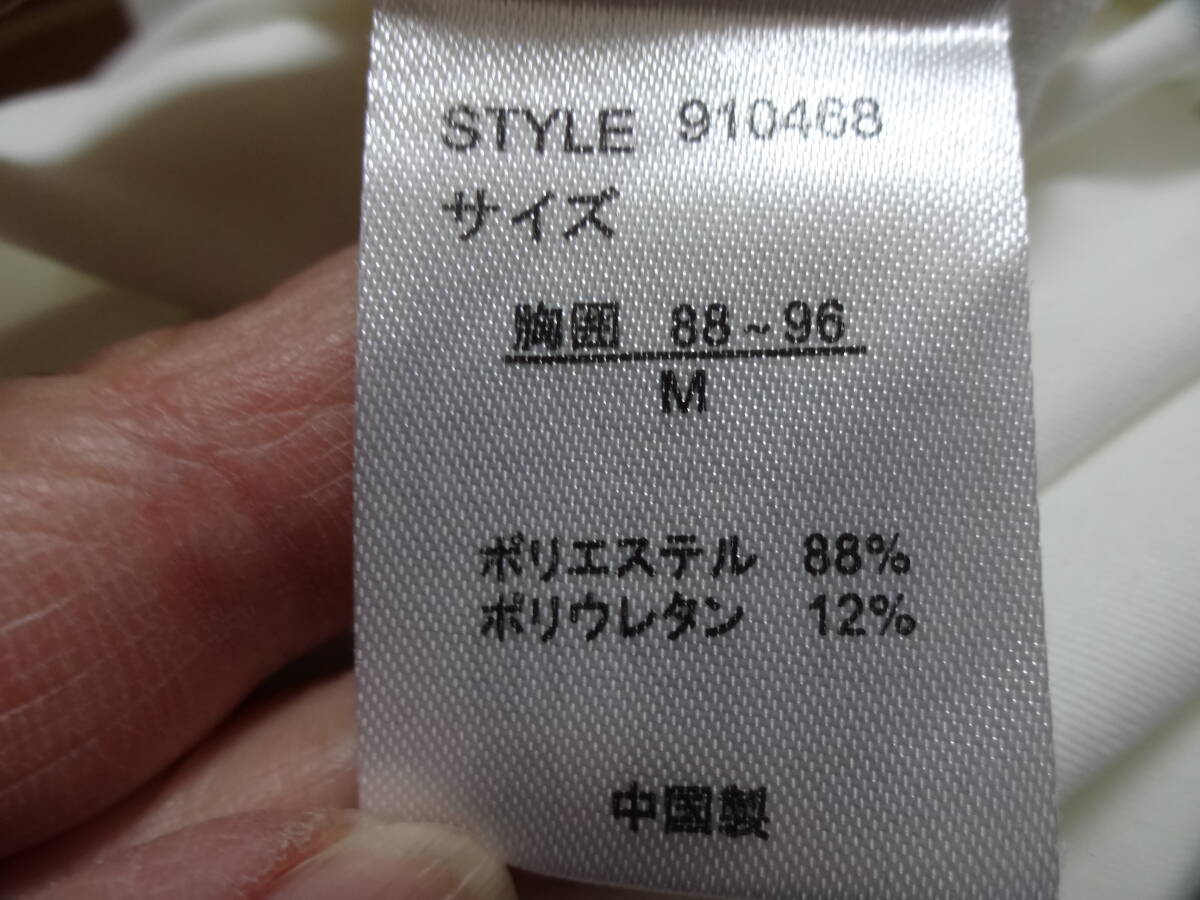 STYLE 910468
サイズ
胸囲 88~96
M
ポリエステル 88%
ポリウレタン 12%
中国製